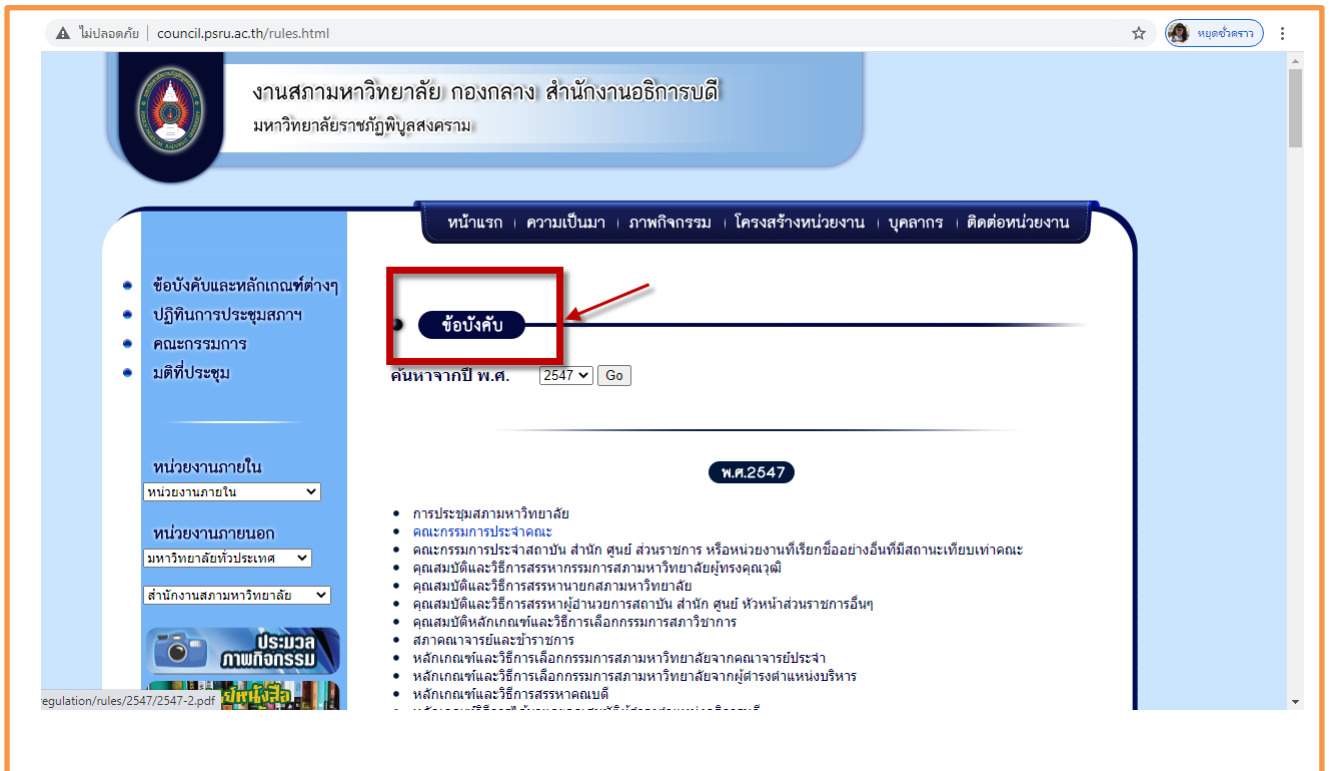 ไม่ปลอดภัย council.psru.ac.th/rules.html
หยุดชั่วคราว
งานสภามหาวิทยาลัย กองกลาง สำนักงานอธิการบดี
มหาวิทยาลัยราชภัฏพิบูลสงคราม
หน้าแรก ความเป็นมา ภาพกิจกรรม โครงสร้างหน่วยงาน บุคลากร ติดต่อหน่วยงาน
ข้อบังคับและหลักเกณฑ์ต่างๆ
ปฏิทินการประชุมสภาฯ
คณะกรรมการ
มติที่ประชุม
หน่วยงานภายใน
หน่วยงานภายใน
หน่วยงานภายนอก
มหาวิทยาลัยทั่วประเทศ
สำนักงานสภามหาวิทยาลัย
ประมวล
ภาพกิจกรรม
ข้อบังคับ
ค้นหาจากปี พ.ศ. 2547 Go
พ.ศ.2547
การประชุมสภามหาวิทยาลัย
คณะกรรมการประจำคณะ
คณะกรรมการประจำสถาบัน สำนัก ศูนย์ ส่วนราชการ หรือหน่วยงานที่เรียกชื่ออย่างอื่นที่มีสถานะเทียบเท่าคณะ
คุณสมบัติและวิธีการสรรหากรรมการสภามหาวิทยาลัยผู้ทรงคุณวุฒิ
คุณสมบัติและวิธีการสรรหานายกสภามหาวิทยาลัย
คุณสมบัติและวิธีการสรรหาผู้อำนวยการสถาบัน สำนัก ศูนย์ หัวหน้าส่วนราชการอื่นๆ
คุณสมบัติหลักเกณฑ์และวิธีการเลือกกรรมการสภาวิชาการ
สภาคณาจารย์และข้าราชการ
หลักเกณฑ์และวิธีการเลือกกรรมการสภามหาวิทยาลัยจากคณาจารย์ประจำ
หลักเกณฑ์และวิธีการเลือกกรรมการสภามหาวิทยาลัยจากผู้ดำรงตำแหน่งบริหาร
หลักเกณฑ์และวิธีการสรรหาคณบดี
egulation/rules/2547/2547-2.pdf